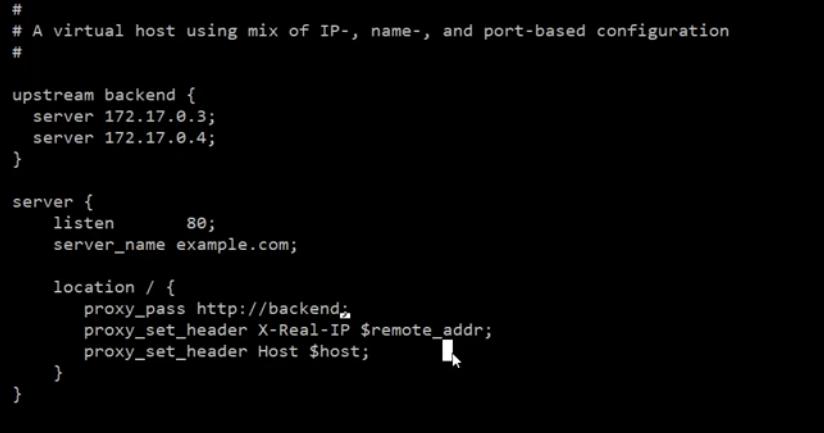 #
# A virtual host using mix of IP-, name-, and port-based configuration
#
upstream backend {
server 172.17.0.3;
server 172.17.0.4;
}
server {
listen 80;
server_name example.com;
location / {
proxy_pass http://backend;
proxy_set_header X-Real-IP $remote_addr;
proxy_set_header Host $host;
}
}